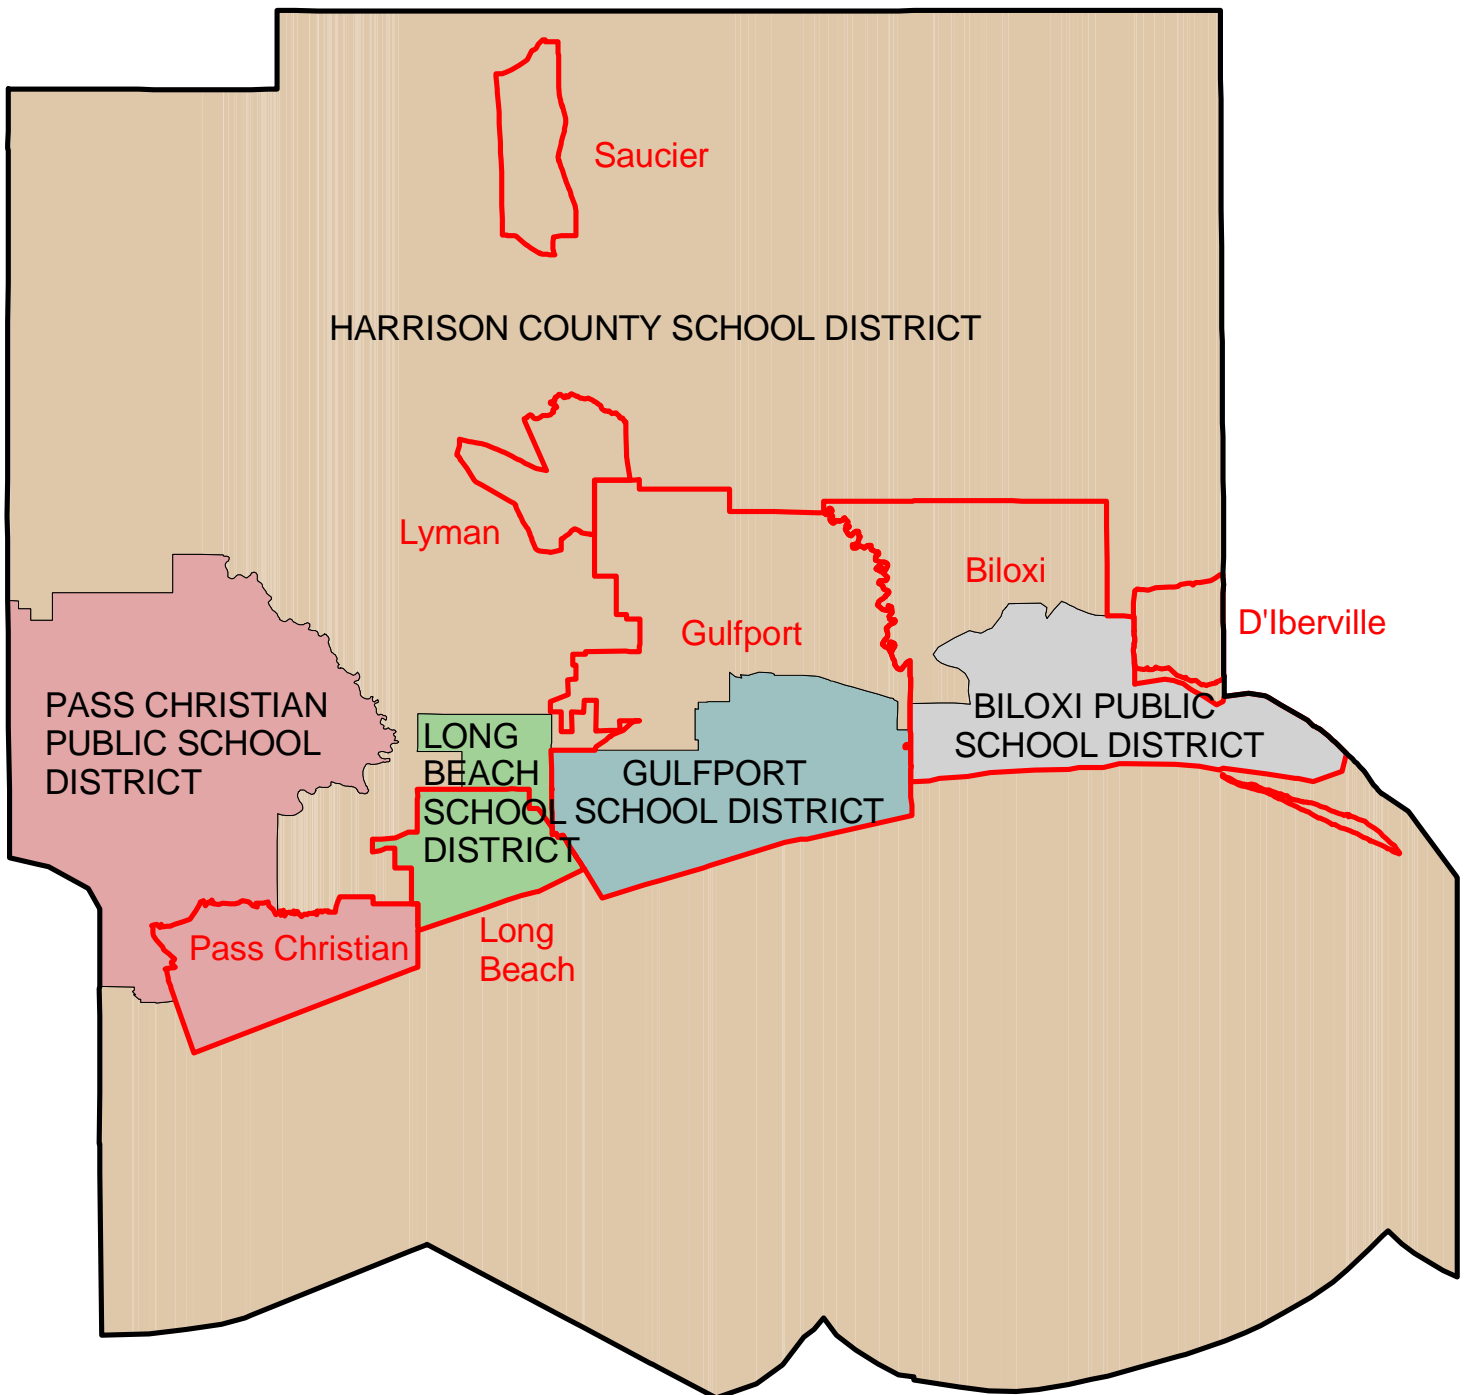 Saucier
HARRISON COUNTY SCHOOL DISTRICT
Lyman
Biloxi
D'Iberville
Gulfport
PASS CHRISTIAN
PUBLIC SCHOOL
DISTRICT
LONG
BEACH
SCHOOL
DISTRICT
GULFPORT
SCHOOL DISTRICT
BILOXI PUBLIC
SCHOOL DISTRICT
Pass Christian
Long
Beach